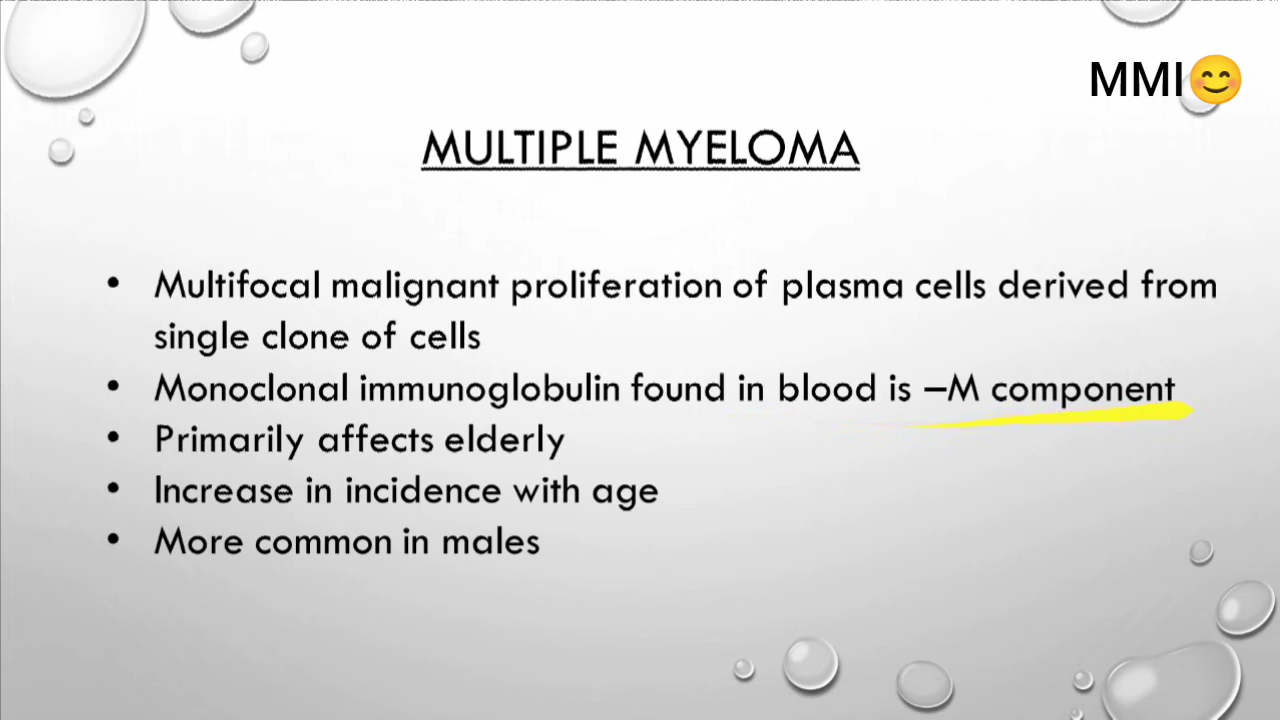 MMI😊
MULTIPLE MYELOMA
• Multifocal malignant proliferation of plasma cells derived from
single clone of cells
• Monoclonal immunoglobulin found in blood is –M component
• Primarily affects elderly
• Increase in incidence with age
• More common in males